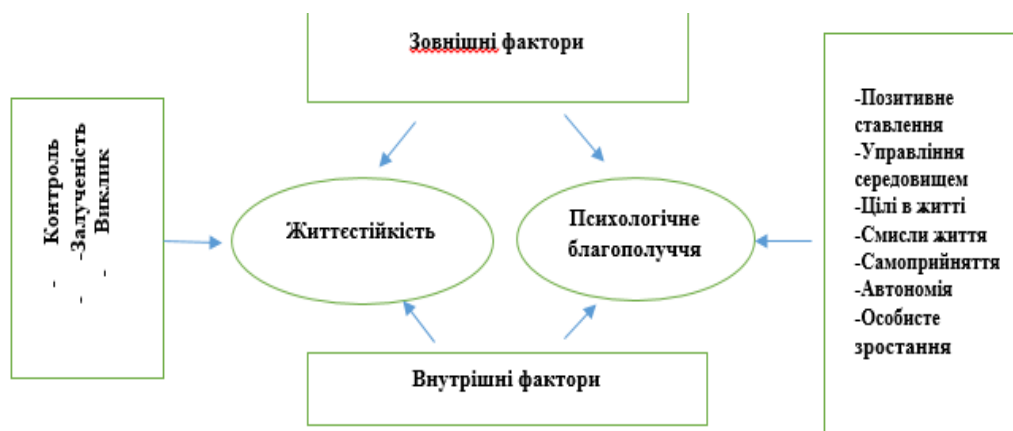 Зовнішні фактори
- Контроль
- -Залученість
- Виклик
Життєстійкість
Психологічне
благополуччя
-Позитивне
ставлення
-Управління
середовищем
-Цілі в житті
-Смисли життя
-Самоприйняття
-Автономія
-Особисте
зростання
Внутрішні фактори